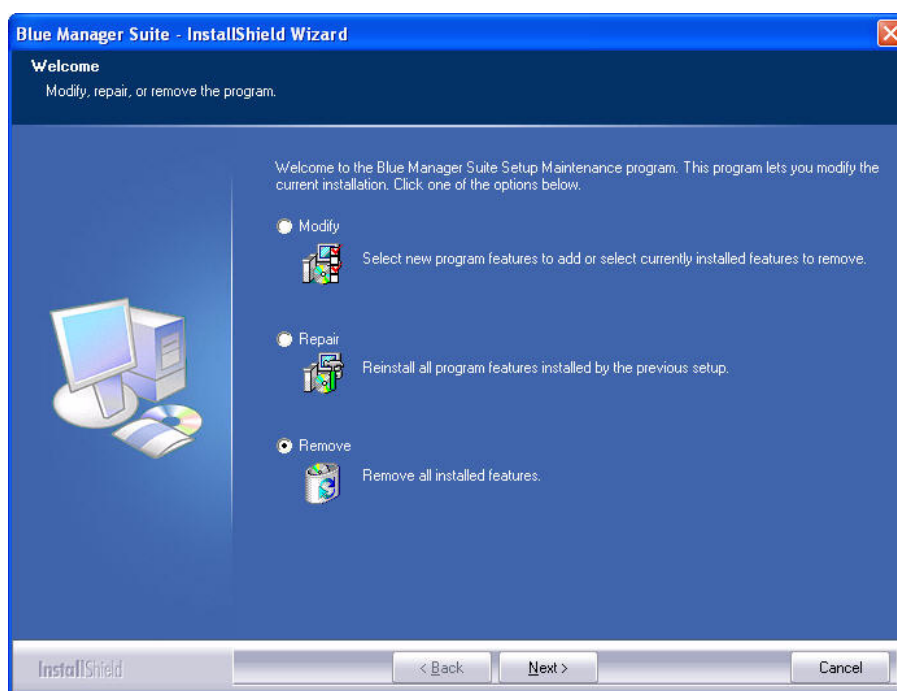 Blue Manager Suite - InstallShield Wizard
Welcome
Modify, repair, or remove the program.
Welcome to the Blue Manager Suite Setup Maintenance program. This program lets you modify the
current installation. Click one of the options below.
Modify
Select new program features to add or select currently installed features to remove.
Repair
Reinstall all program features installed by the previous setup.
Remove
Remove all installed features.
InstallShield
< Back
Next >
Cancel